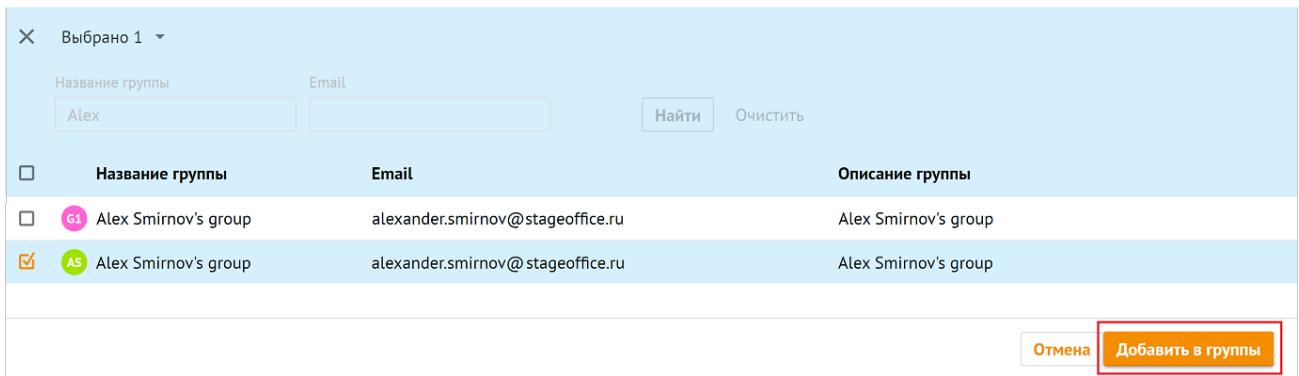 Выбрано 1
Название группы Email
Alex Найти Очистить
Название группы Email Описание группы
G1 Alex Smirnov's group alexander.smirnov@stageoffice.ru Alex Smirnov's group
AS Alex Smirnov's group alexander.smirnov@stageoffice.ru Alex Smirnov's group
Отмена Добавить в группы